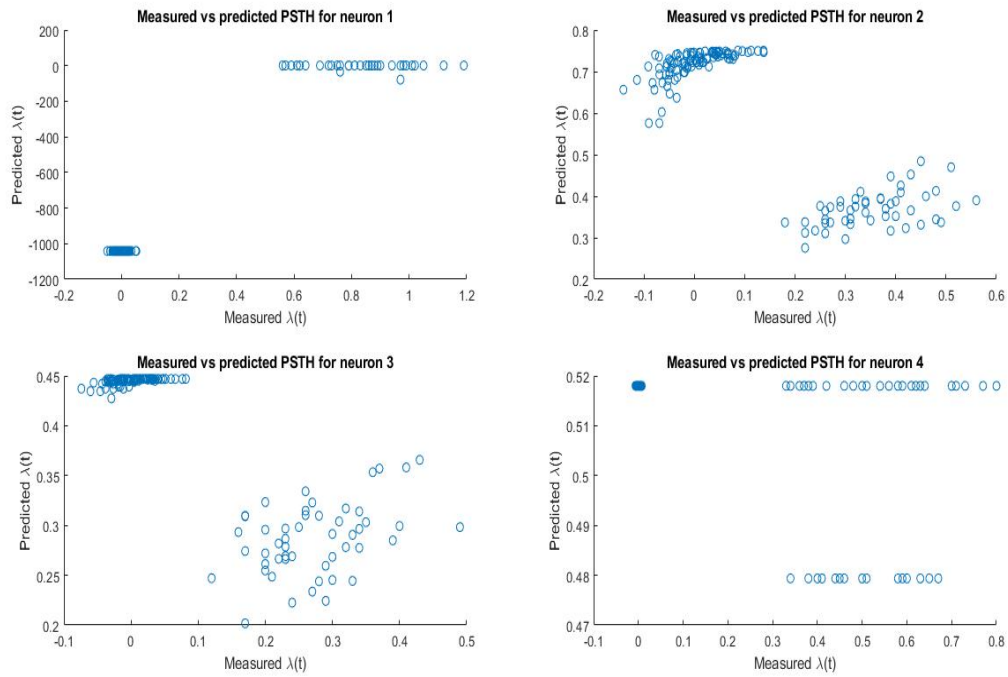 Measured vs predicted PSTH for neuron 1
Predicted λ(t)
200
0
-200
-400
-600
-800
-1000
-1200
-0.2 0 0.2 0.4 0.6 0.8 1 1.2
Measured λ(t)
Measured vs predicted PSTH for neuron 2
Predicted λ(t)
0.8
0.7
0.6
0.5
0.4
0.3
0.2
-0.2 -0.1 0 0.1 0.2 0.3 0.4 0.5 0.6
Measured λ(t)
Measured vs predicted PSTH for neuron 3
Predicted λ(t)
0.45
0.4
0.35
0.3
0.25
0.2
-0.1 0 0.1 0.2 0.3 0.4 0.5
Measured λ(t)
Measured vs predicted PSTH for neuron 4
Predicted λ(t)
0.52
0.51
0.5
0.49
0.48
0.47
-0.1 0 0.1 0.2 0.3 0.4 0.5 0.6 0.7 0.8
Measured λ(t)